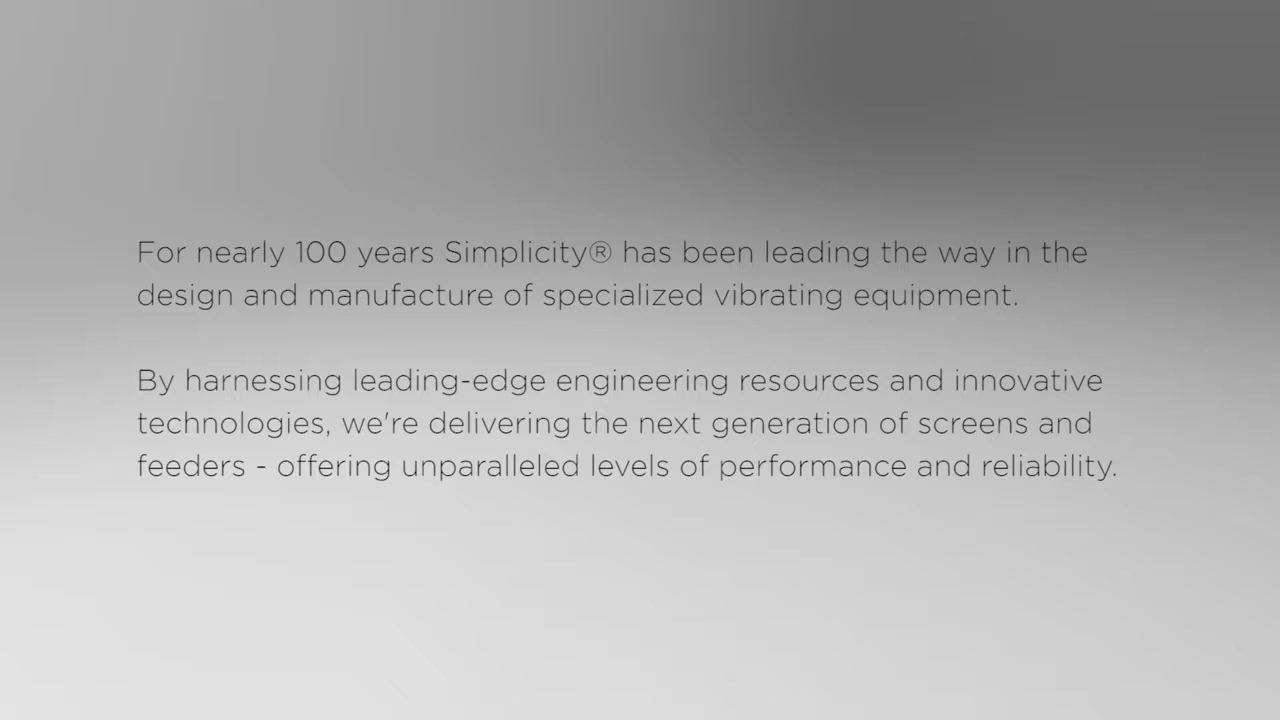 For nearly 100 years Simplicity® has been leading the way in the
design and manufacture of specialized vibrating equipment.
By harnessing leading-edge engineering resources and innovative
technologies, we're delivering the next generation of screens and
feeders - offering unparalleled levels of performance and reliability.